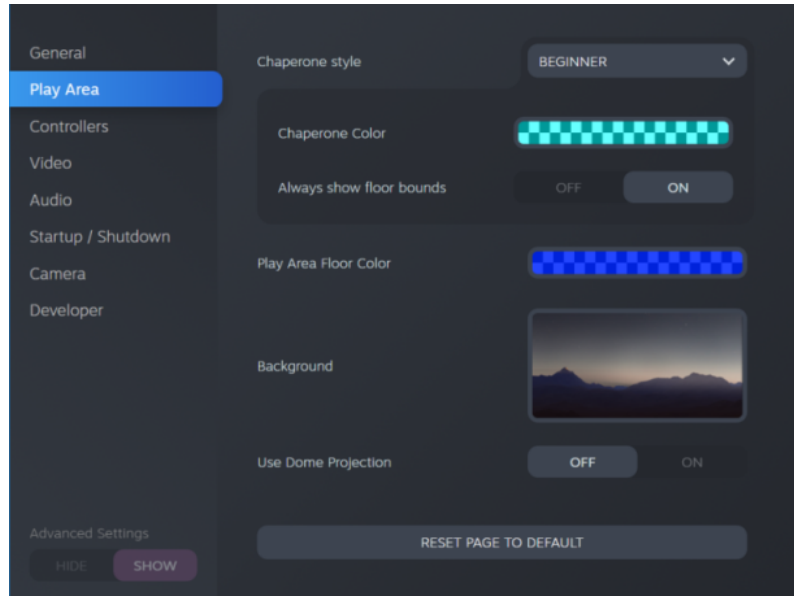 General
Play Area
Controllers
Video
Audio
Startup / Shutdown
Camera
Developer
Advanced Settings
HIDE SHOW
Chaperone style BEGINNER
Chaperone Color
Always show floor bounds OFF ON
Play Area Floor Color
Background
Use Dome Projection OFF ON
RESET PAGE TO DEFAULT